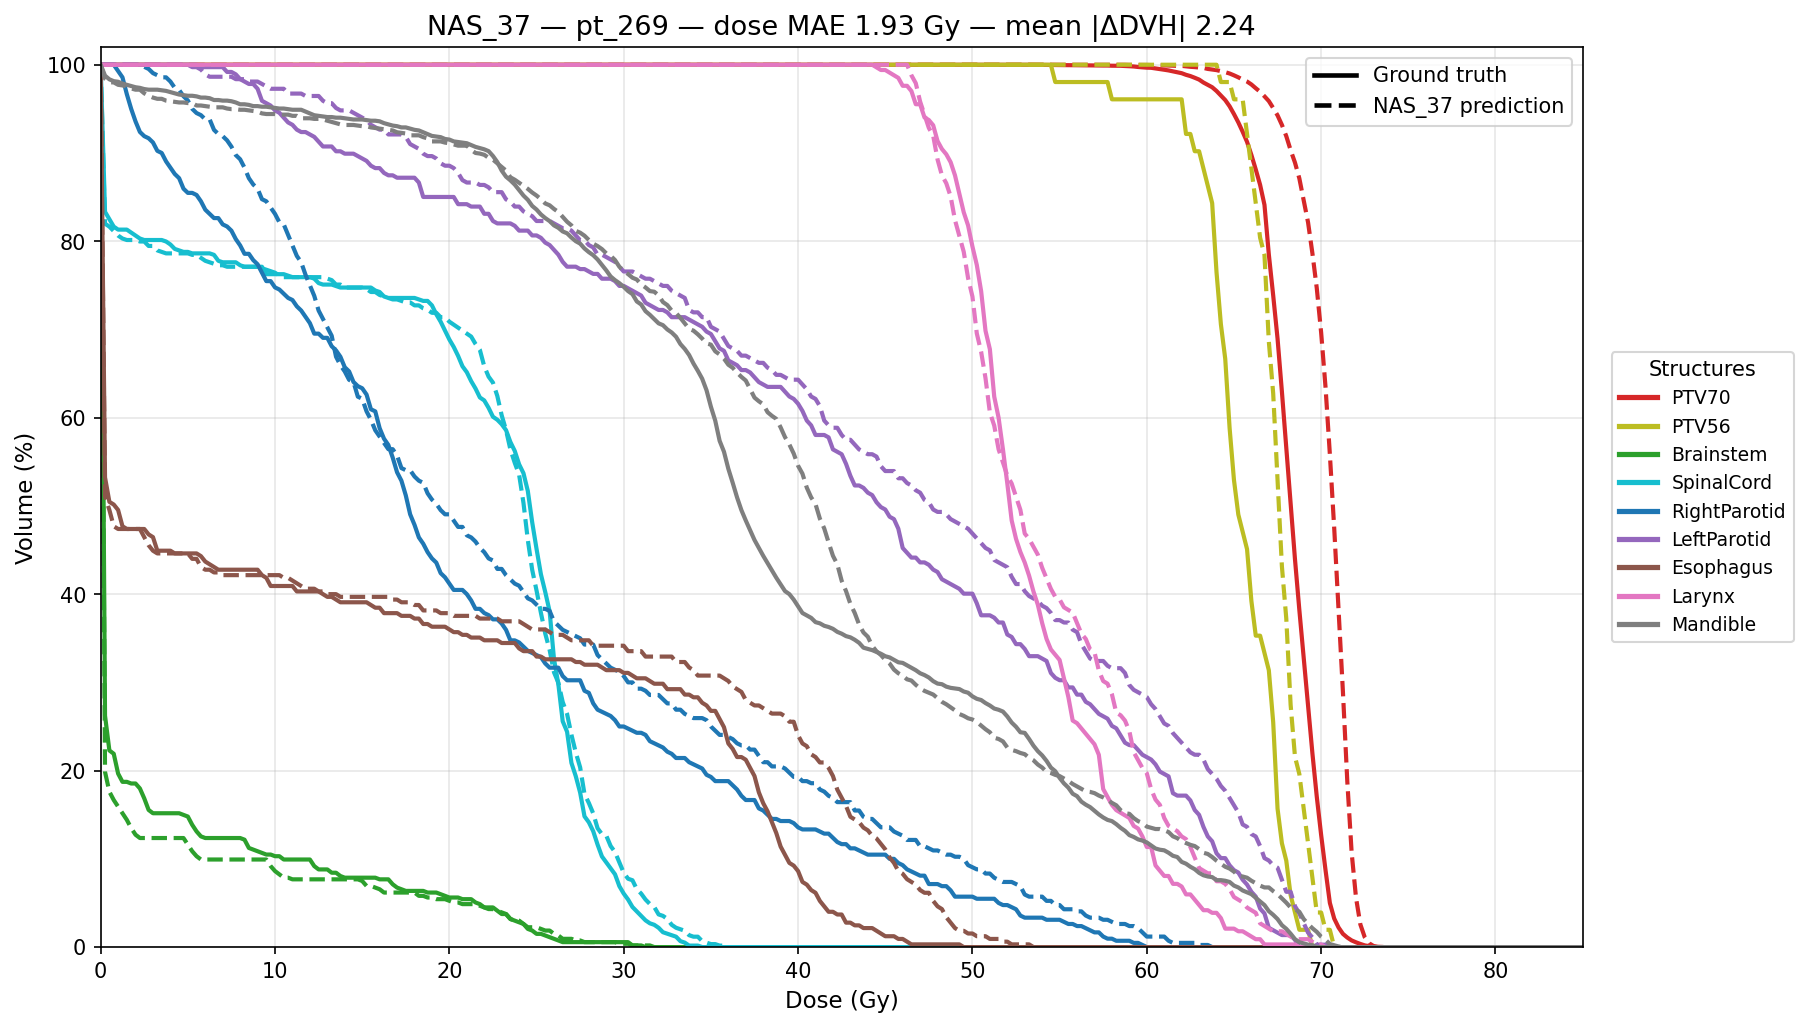 NAS_37 — pt_269 — dose MAE 1.93 Gy — mean |ΔDVH| 2.24
Ground truth
NAS_37 prediction
Volume (%)
100
80
60
40
20
0
0 10 20 30 40 50 60 70 80
Dose (Gy)
Structures
PTV70
PTV56
Brainstem
SpinalCord
RightParotid
LeftParotid
Esophagus
Larynx
Mandible